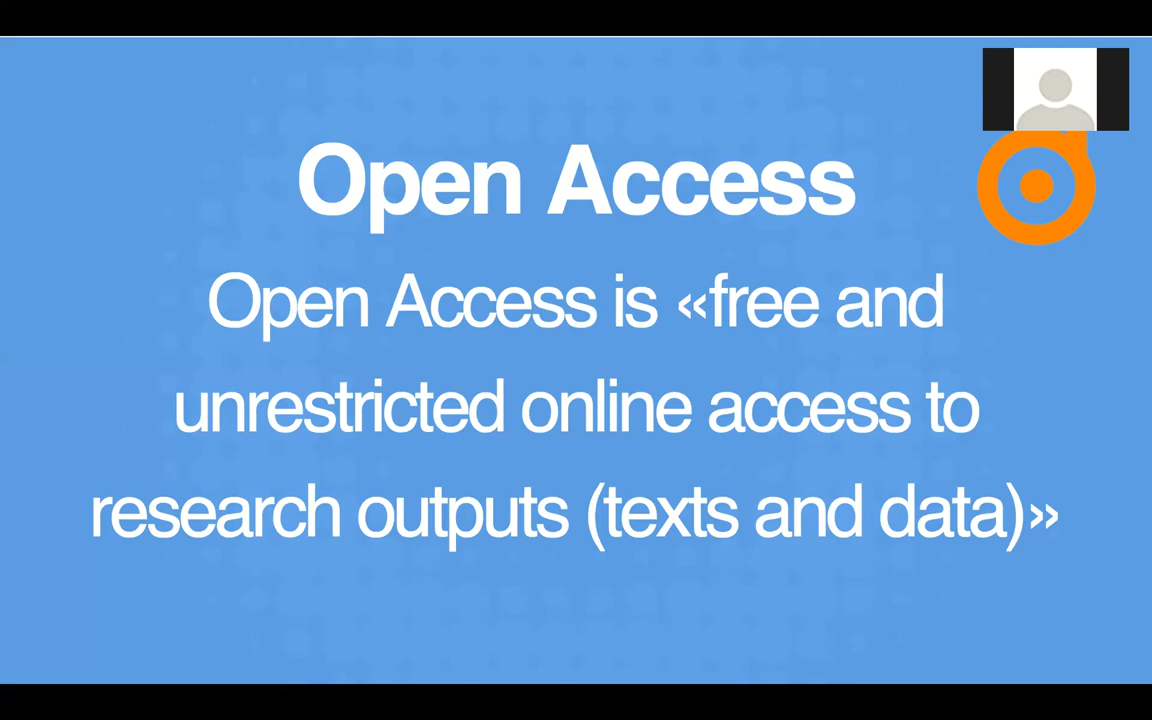 Open Access
Open Access is «free and
unrestricted online access to
research outputs (texts and data)»